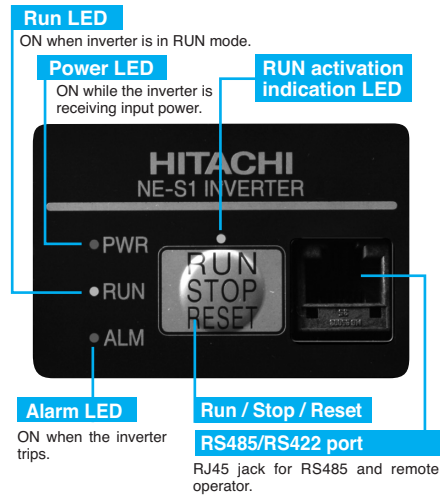 Run LED
ON when inverter is in RUN mode.
Power LED
ON while the inverter is
receiving input power.
RUN activation
indication LED
HITACHI
NE-S1 INVERTER
PWR
RUN
ALM
RUN
STOP
RESET
Alarm LED
ON when the inverter
trips.
Run / Stop / Reset
RS485/RS422 port
RJ45 jack for RS485 and remote
operator.